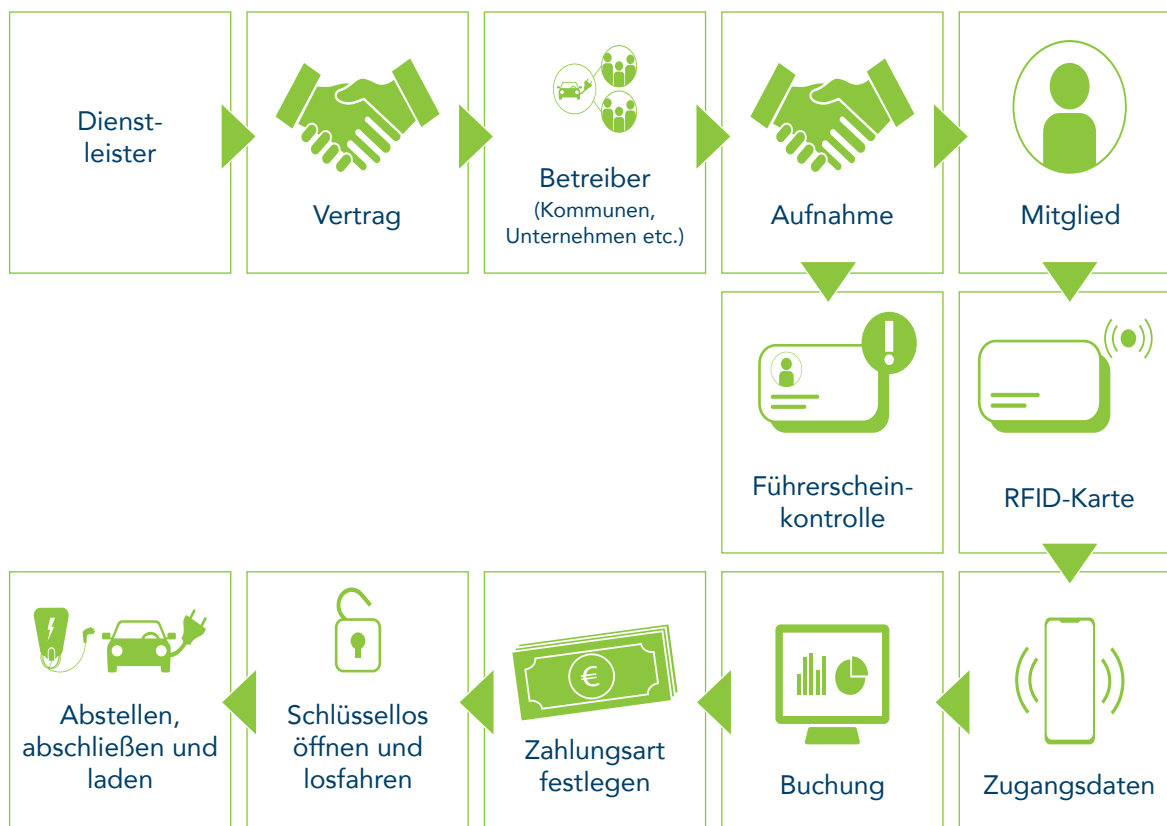 Dienst-
leister
Vertrag
Betreiber
(Kommunen,
Unternehmen etc.)
Aufnahme
Mitglied
Führerschein-
kontrolle
RFID-Karte
Abstellen,
abschließen und
laden
Schlüssellos
öffnen und
losfahren
€
Zahlungsart
festlegen
Buchung
Zugangsdaten